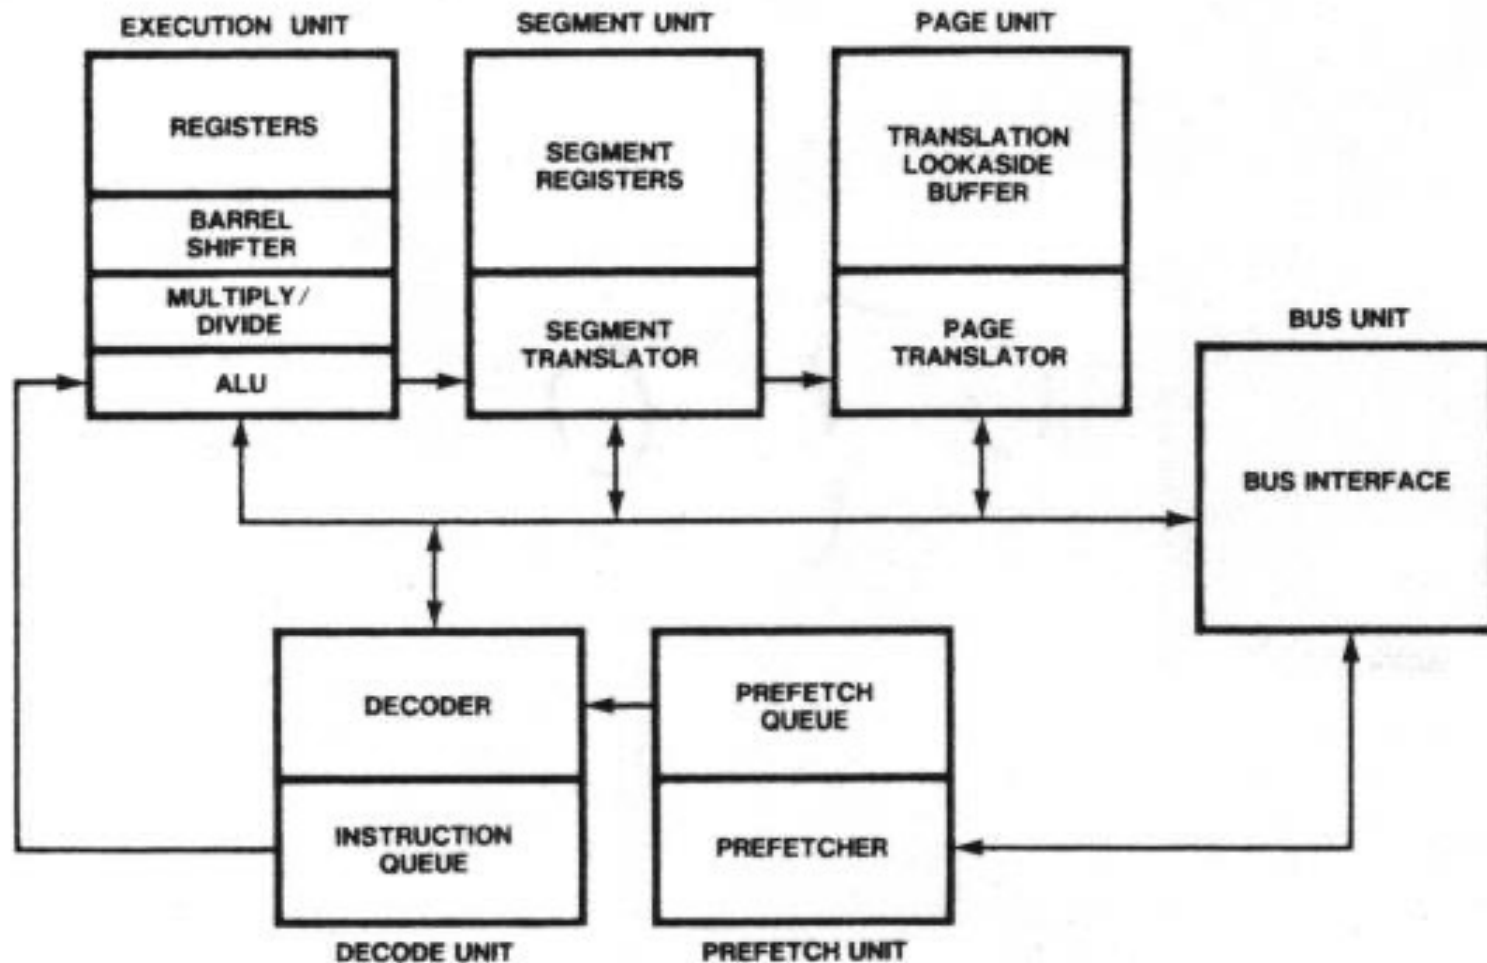 EXECUTION UNIT
SEGMENT UNIT
PAGE UNIT
REGISTERS
BARREL
SHIFTER
MULTIPLY/
DIVIDE
ALU
SEGMENT
REGISTERS
SEGMENT
TRANSLATOR
TRANSLATION
LOOKASIDE
BUFFER
PAGE
TRANSLATOR
BUS UNIT
BUS INTERFACE
DECODER
INSTRUCTION
QUEUE
DECODE UNIT
PREFETCH
QUEUE
PREFETCHER
PREFETCH UNIT